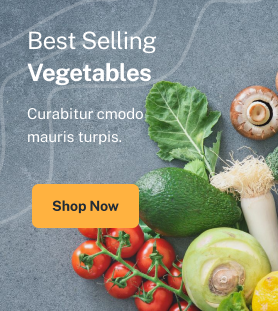 Best Selling
Vegetables
Curabitur cmodo
mauris turpis.
Shop Now